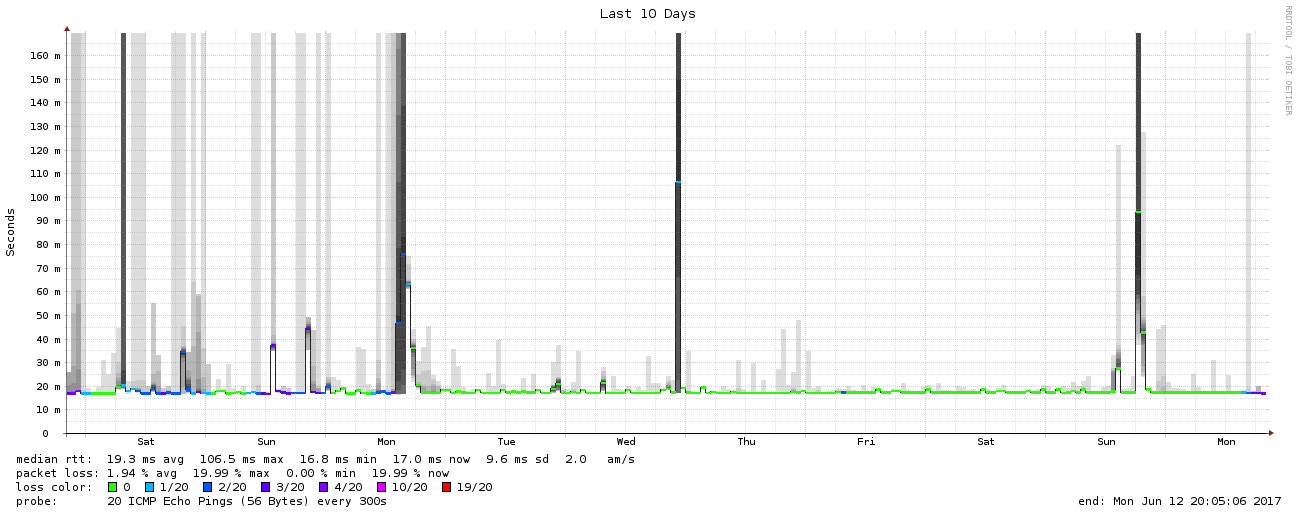 Last 10 Days
RRDTOOL / TOBI OETIKER
Seconds
160 m
150 m
140 m
130 m
120 m
110 m
100 m
90 m
80 m
70 m
60 m
50 m
40 m
30 m
20 m
10 m
0
Sat Sun Mon Tue Wed Thu Fri Sat Sun Mon
median rtt: 19.3 ms avg 106.5 ms max 16.8 ms min 17.0 ms now 9.6 ms sd 2.0 am/s
packet loss: 1.94 % avg 19.99 % max 0.00 % min 19.99 % now
loss color: 0 1/20 2/20 3/20 4/20 10/20 19/20
probe: 20 ICMP Echo Pings (56 Bytes) every 300s end: Mon Jun 12 20:05:06 2017